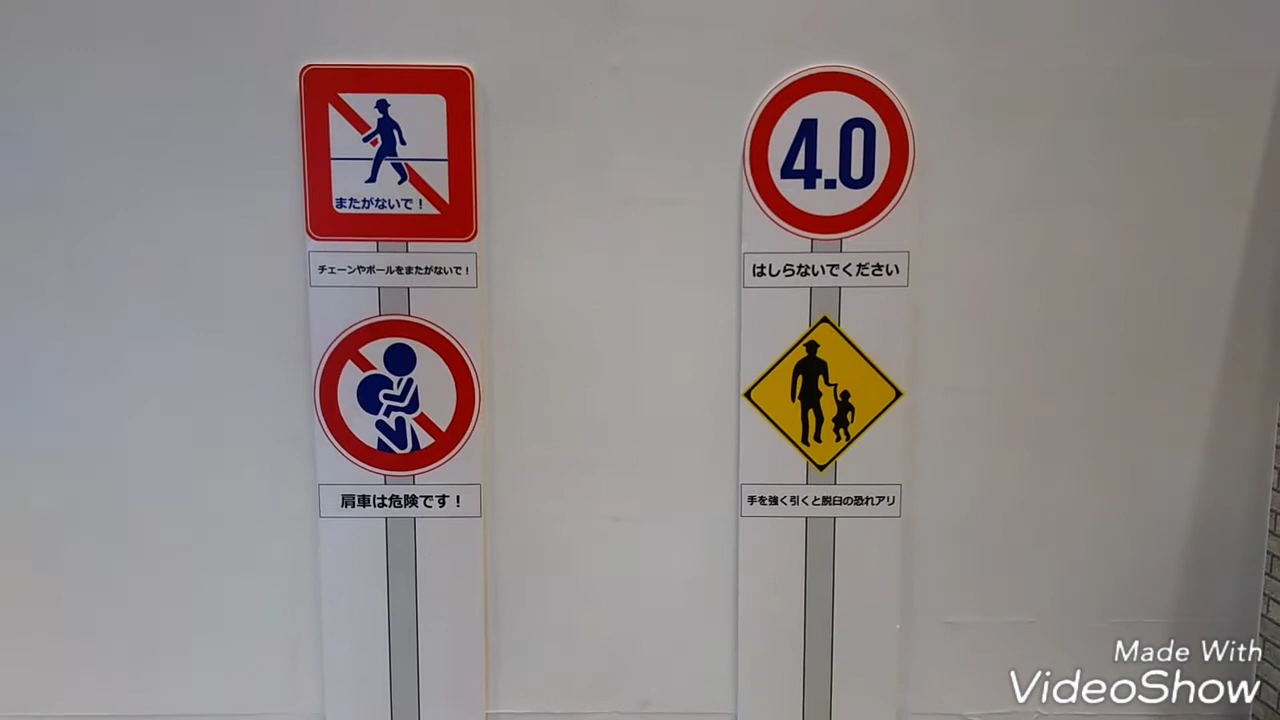 またがないで！
チェーンやポールをまたがないで！
肩車は危険です！
4.0
はしらないでください
手を強く引くと脱臼の恐れアリ
Made With
VideoShow